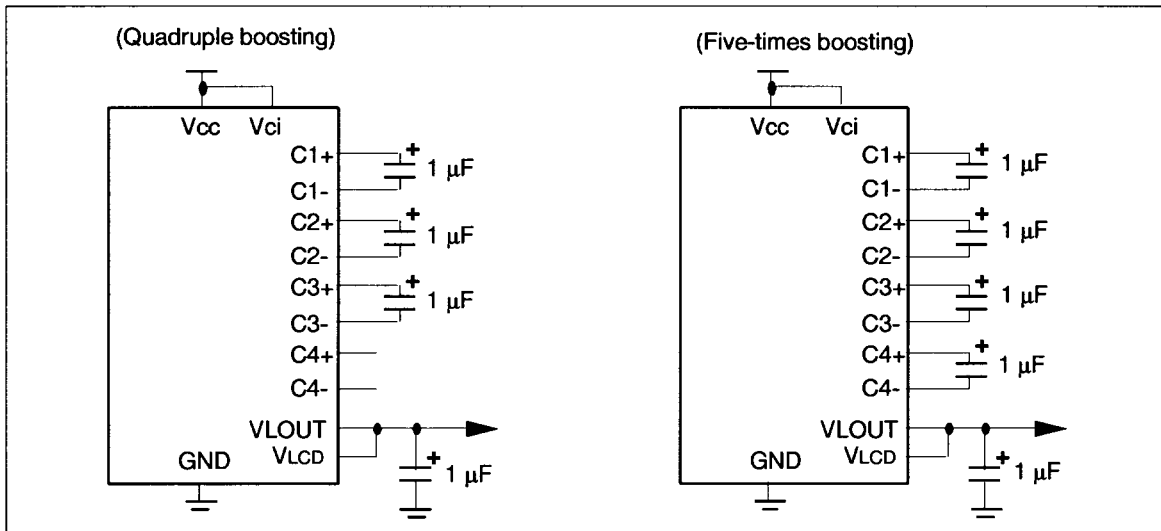 (Quadruple boosting)
Vcc Vci
C1+
+
1 μF
C1-
C2+
+
1 μF
C2-
C3+
+
1 μF
C3-
C4+
C4-
VLOUT
VLCD
+
1 μF
GND
(Five-times boosting)
Vcc Vci
C1+
+
1 μF
C1-
C2+
+
1 μF
C2-
C3+
+
1 μF
C3-
C4+
+
1 μF
C4-
VLOUT
VLCD
+
1 μF
GND